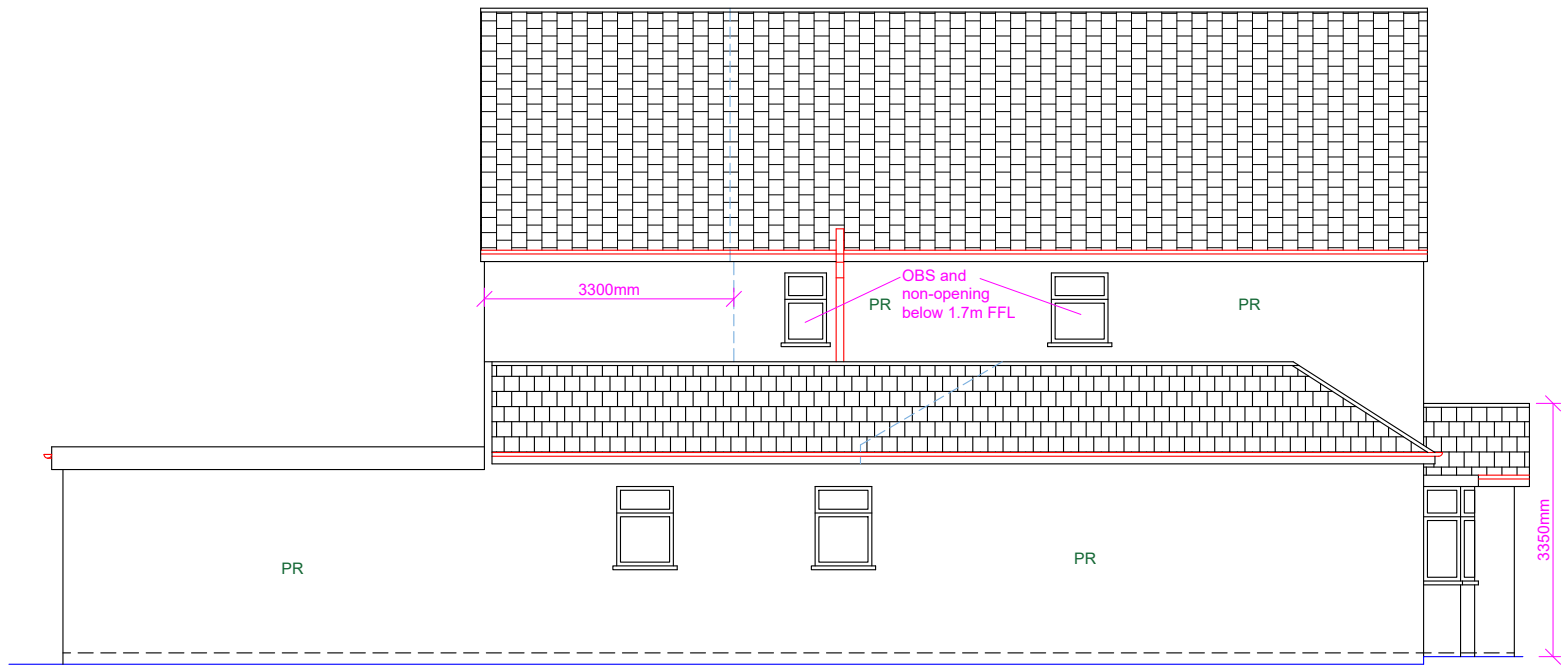 3300mm
OBS and
non-opening
below 1.7m FFL
PR
PR
3350mm
PR
PR